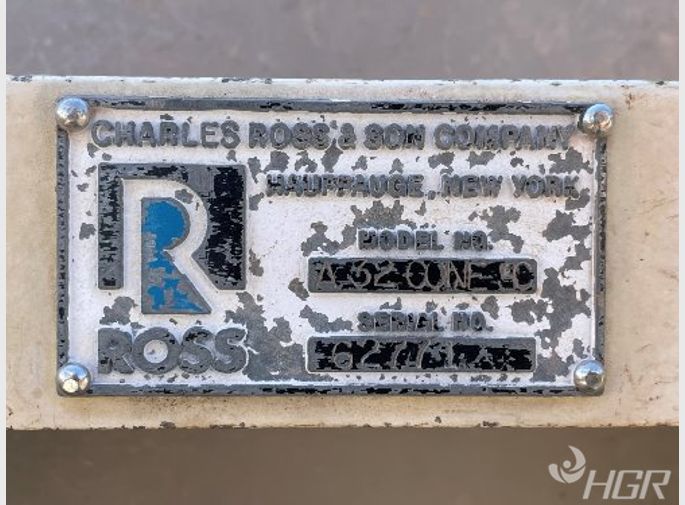 CHARLES ROSS & SON COMPANY
HAUPPAUGE, NEW YORK
MODEL NO.
SERIAL NO.
R
ROSS
HGR